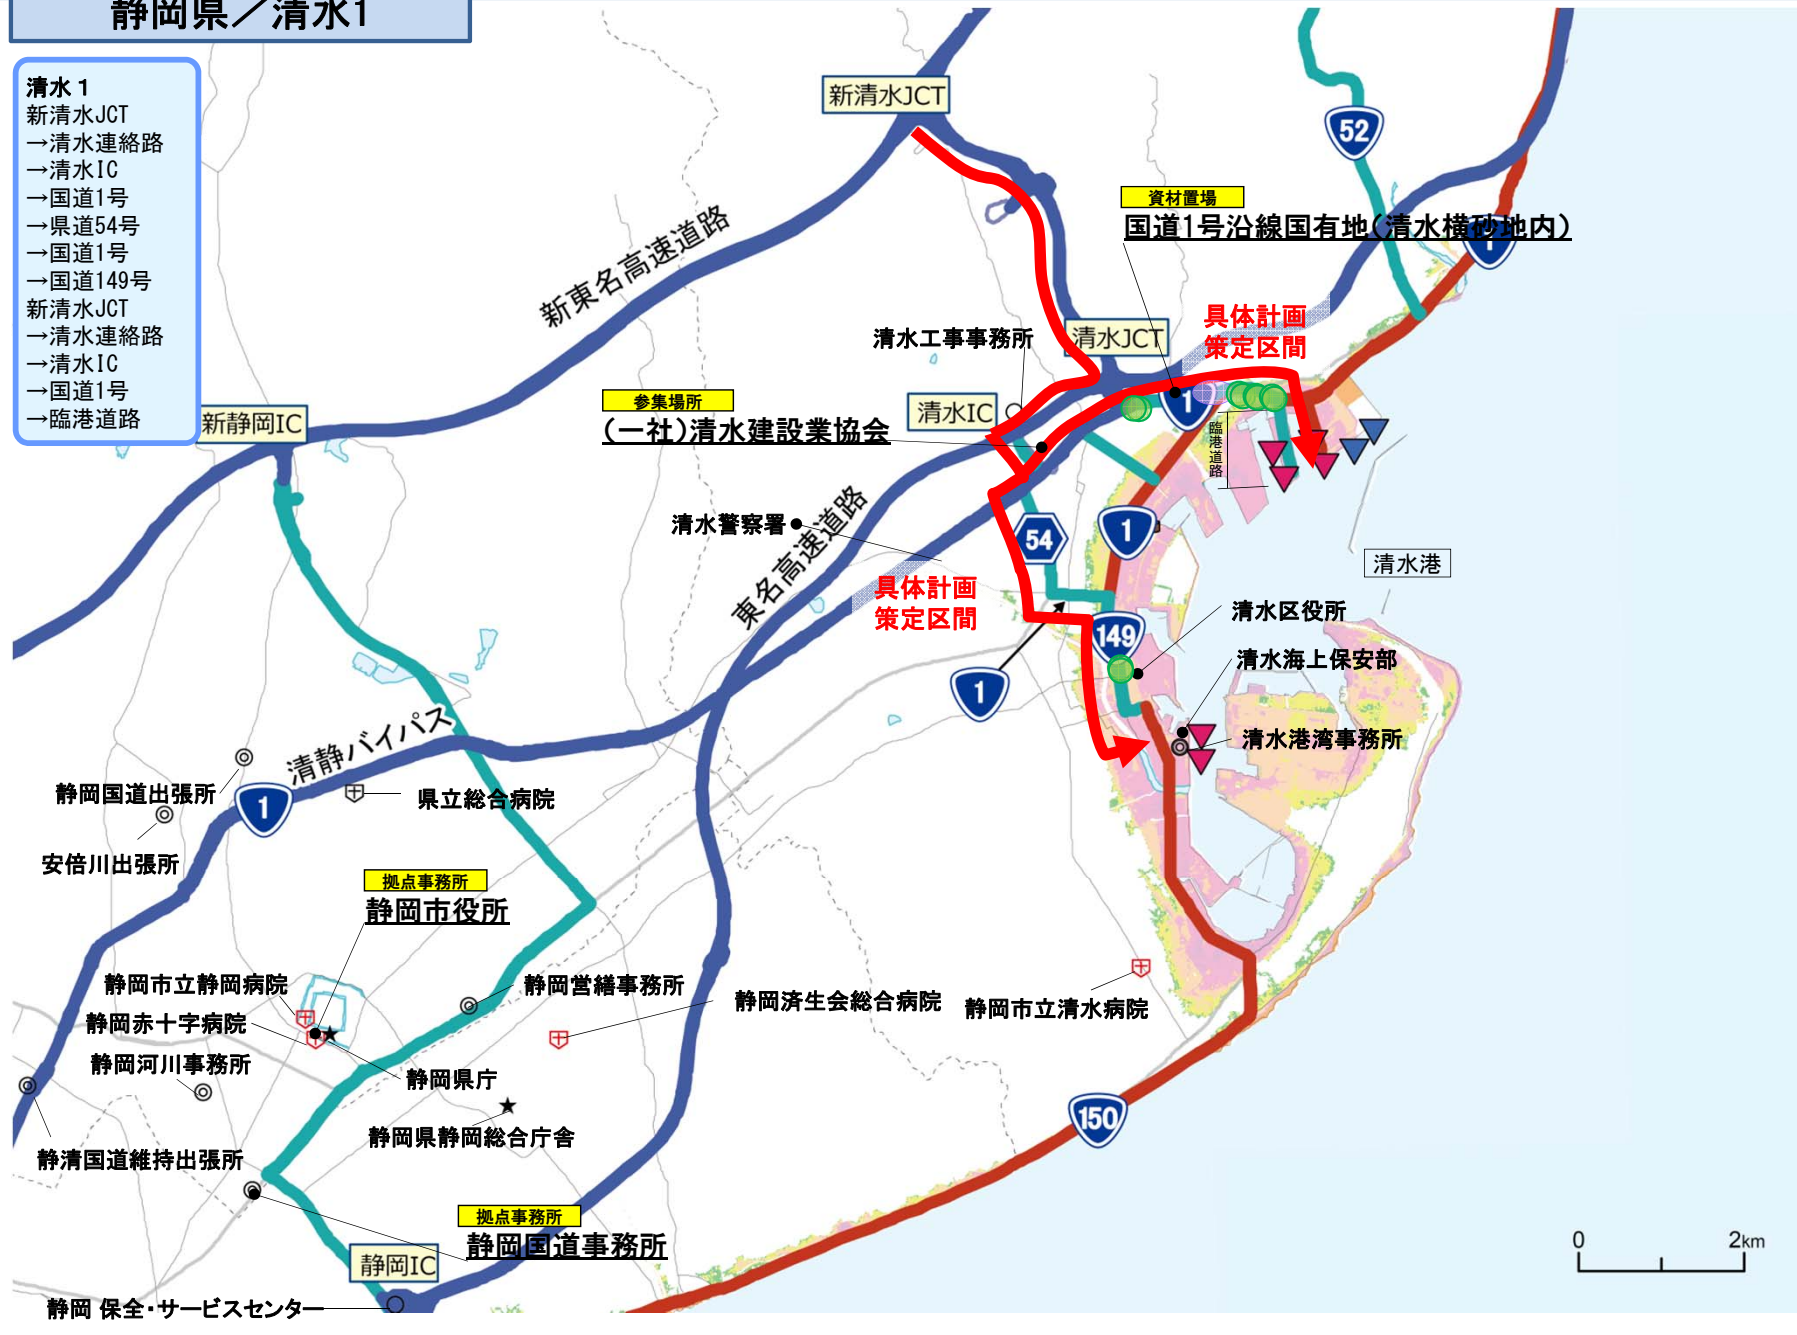 静岡県／清水1
清水１
新清水JCT
→清水連絡路
→清水IC
→国道1号
→県道54号
→国道1号
→国道149号
新清水JCT
→清水連絡路
→清水IC
→国道1号
→臨港道路
新清水JCT
52
資材置場
国道1号沿線国有地（清水横砂地内）
1
新東名高速道路
具体計画
策定区間
清水工事事務所
清水JCT
参集場所
（一社）清水建設業協会
清水IC
1
臨港道路
新静岡IC
清水警察署
東名高速道路
54
1
清水港
具体計画
策定区間
149
清水区役所
清水海上保安部
1
清水港湾事務所
清静バイパス
静岡国道出張所
1
県立総合病院
安倍川出張所
拠点事務所
静岡市役所
静岡市立静岡病院
静岡営繕事務所
静岡済生会総合病院
静岡市立清水病院
静岡赤十字病院
静岡河川事務所
静岡県庁
150
静岡県静岡総合庁舎
静清国道維持出張所
拠点事務所
静岡国道事務所
静岡IC
0 2km
静岡 保全・サービスセンター